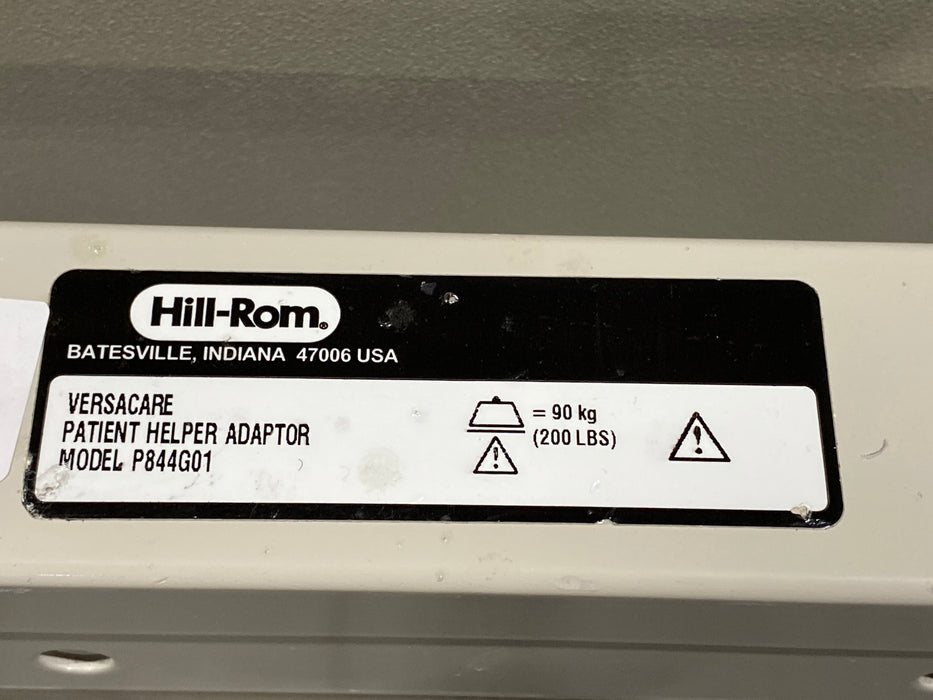 Hill-Rom®
BATESVILLE, INDIANA 47006 USA
VERSACARE
PATIENT HELPER ADAPTOR
MODEL P844G01
= 90 kg
(200 LBS)